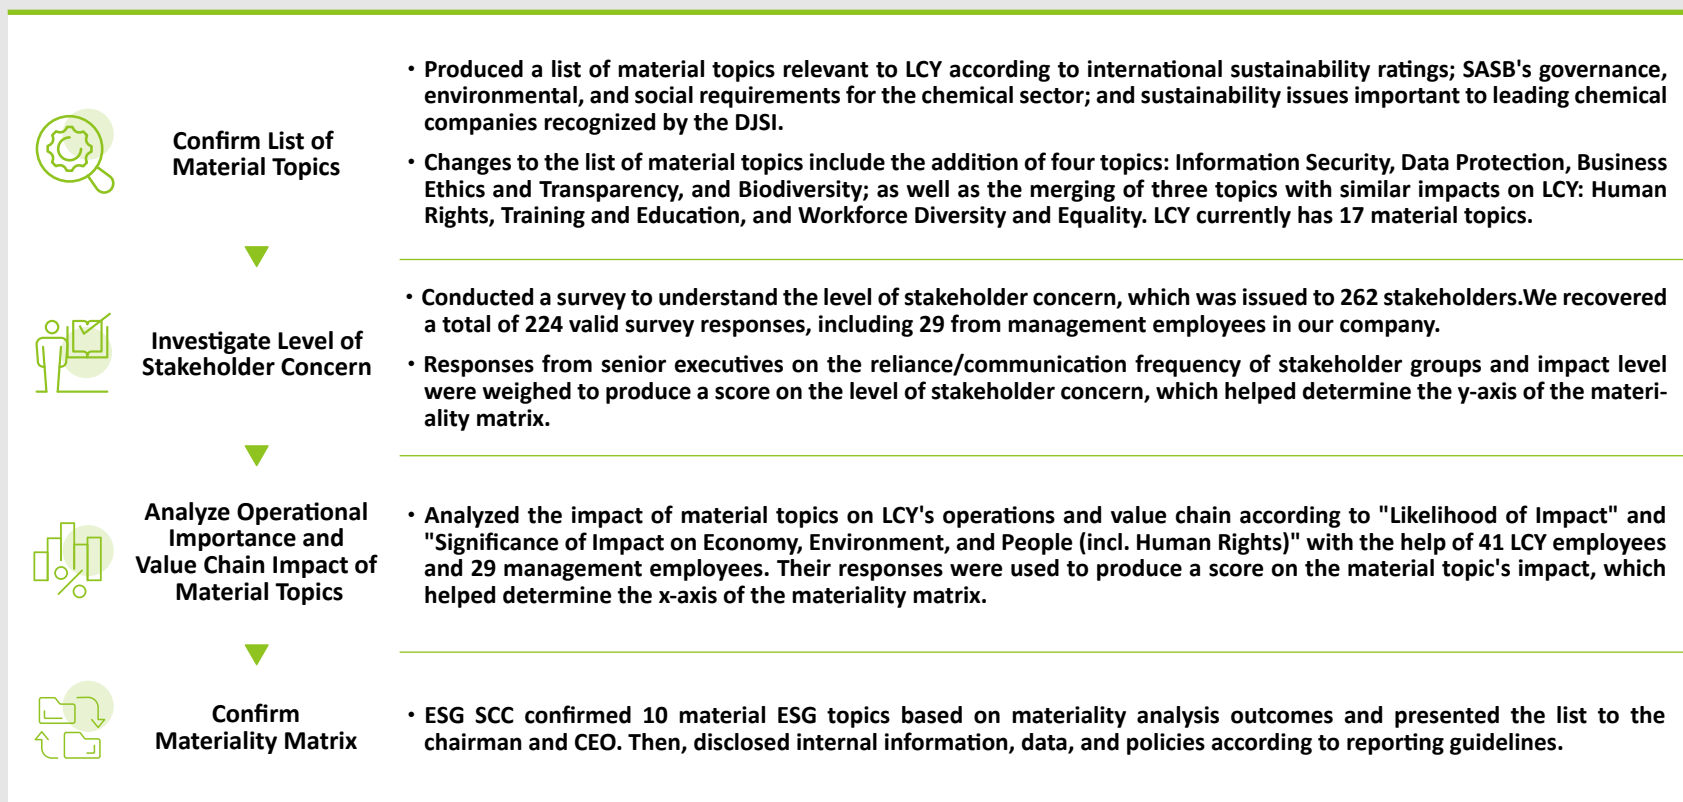 Confirm List of
Material Topics
· Produced a list of material topics relevant to LCY according to international sustainability ratings; SASB's governance,
environmental, and social requirements for the chemical sector; and sustainability issues important to leading chemical
companies recognized by the DJSI.
· Changes to the list of material topics include the addition of four topics: Information Security, Data Protection, Business
Ethics and Transparency, and Biodiversity; as well as the merging of three topics with similar impacts on LCY: Human
Rights, Training and Education, and Workforce Diversity and Equality. LCY currently has 17 material topics.
Investigate Level of
Stakeholder Concern
· Conducted a survey to understand the level of stakeholder concern, which was issued to 262 stakeholders.We recovered
a total of 224 valid survey responses, including 29 from management employees in our company.
· Responses from senior executives on the reliance/communication frequency of stakeholder groups and impact level
were weighed to produce a score on the level of stakeholder concern, which helped determine the y-axis of the materi-
ality matrix.
Analyze Operational
Importance and
Value Chain Impact of
Material Topics
· Analyzed the impact of material topics on LCY's operations and value chain according to "Likelihood of Impact" and
"Significance of Impact on Economy, Environment, and People (incl. Human Rights)" with the help of 41 LCY employees
and 29 management employees. Their responses were used to produce a score on the material topic's impact, which
helped determine the x-axis of the materiality matrix.
Confirm
Materiality Matrix
· ESG SCC confirmed 10 material ESG topics based on materiality analysis outcomes and presented the list to the
chairman and CEO. Then, disclosed internal information, data, and policies according to reporting guidelines.